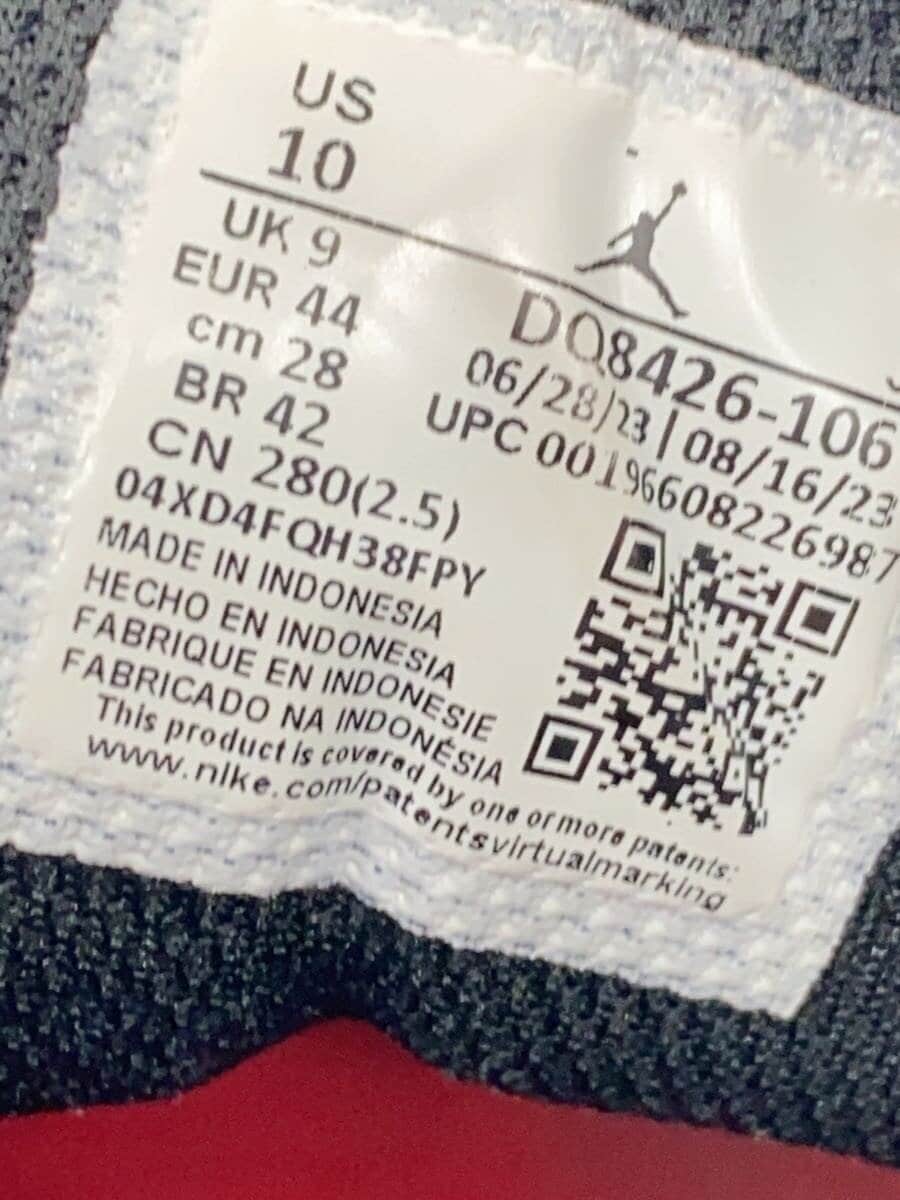 US
10
UK 9
EUR 44
cm 28
BR 42
CN 280(2.5)
04XD4FQH38FPY
MADE IN INDONESIA
HECHO EN INDONESIA
FABRIQUE EN INDONESIE
FABRICADO NA INDONÉSIA
This product is covered by one or more patents:
www.nike.com/patentsvirtualmarking
DQ8426-106
06/28/23 | 08/16/23
UPC 00196608226987